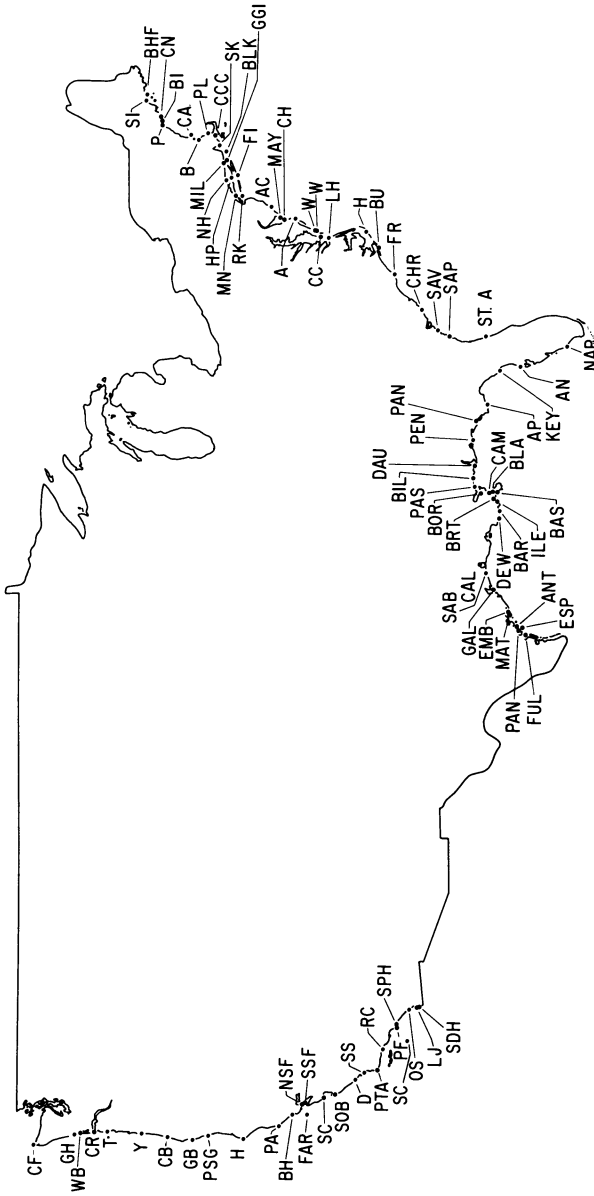 BHF
CN
BI
SI
P
CA
B
PL
CCC
SK
BLK
GGI
MIL
NH
HP
MN
RK
FI
AC
MAY
CH
A
W
W
CC
LH
H
BU
FR
CHR
SAV
SAP
ST. A
NAP
AN
KEY
AP
PAN
PEN
DAU
BIL
PAS
BOR
BRT
CAM
BLA
BAS
ILE
BAR
DEW
CAL
SAB
GAL
EMB
MAT
ANT
ESP
PAN
FUL
CF
GH
WB
CR
T
Y
CB
GB
PSG
H
PA
BH
NSF
SSF
FAR
SC
SOB
SS
D
PTA
RC
SPH
PF
SC
OS
LJ
SDH